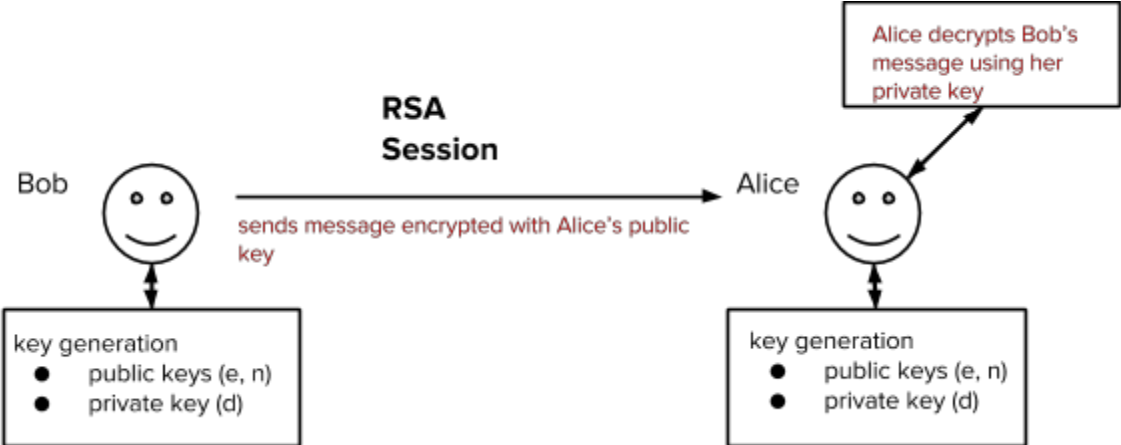 Alice decrypts Bob's
message using her
private key
RSA
Session
Bob
Alice
sends message encrypted with Alice's public
key
key generation
● public keys (e, n)
● private key (d)
key generation
● public keys (e, n)
● private key (d)